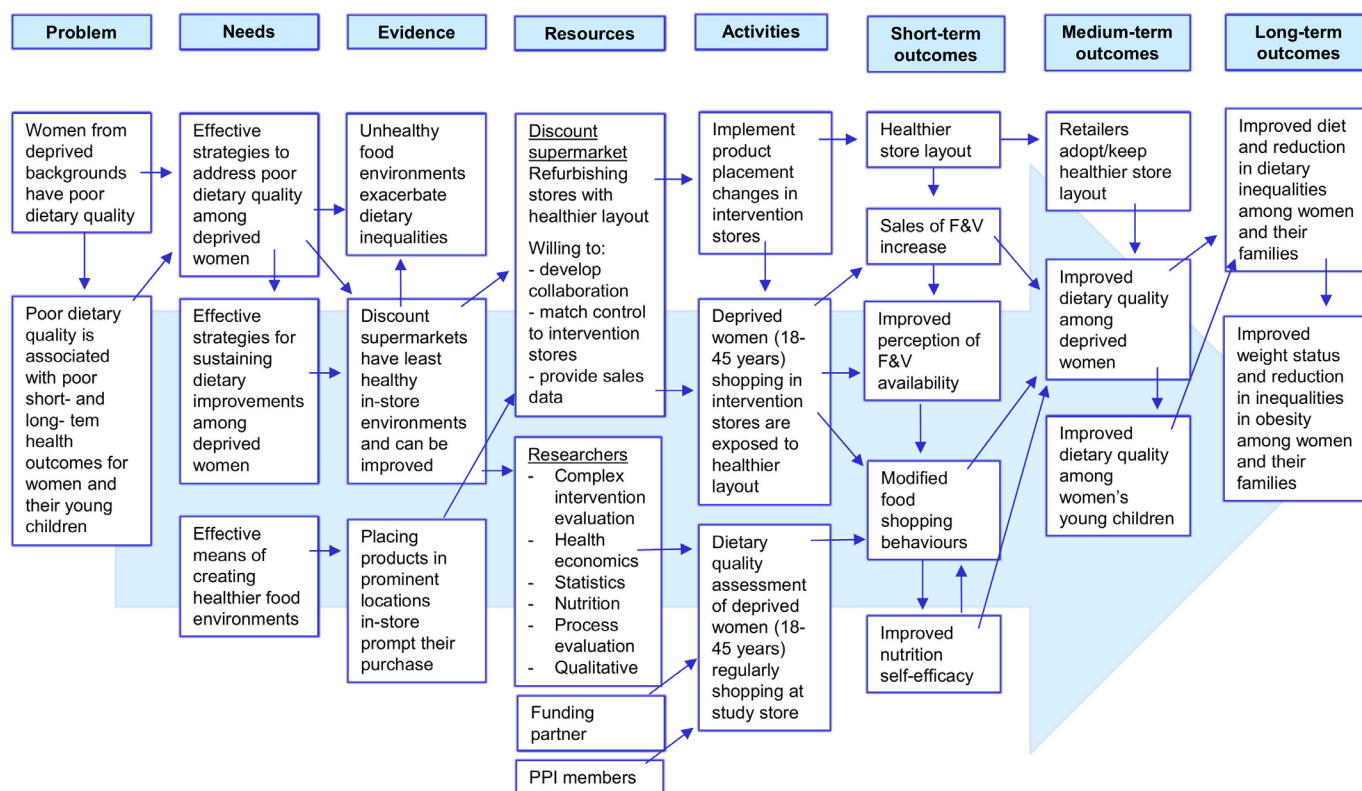 Problem
Needs
Evidence
Resources
Activities
Short-term
outcomes
Medium-term
outcomes
Long-term
outcomes
Women from
deprived
backgrounds
have poor
dietary quality
Poor dietary
quality is
associated
with poor
short- and
long- tem
health
outcomes for
women and
their young
children
Effective
strategies to
address poor
dietary quality
among
deprived
women
Effective
strategies for
sustaining
dietary
improvements
among
deprived
women
Effective
means of
creating
healthier food
environments
Unhealthy
food
environments
exacerbate
dietary
inequalities
Discount
supermarkets
have least
healthy
in-store
environments
and can be
improved
Placing
products in
prominent
locations
in-store
prompt their
purchase
Discount
supermarket
Refurbishing
stores with
healthier layout
Willing to:
- develop
collaboration
- match control
to intervention
stores
- provide sales
data
Researchers
- Complex
intervention
evaluation
- Health
economics
- Statistics
- Nutrition
- Process
evaluation
- Qualitative
Funding
partner
PPI members
Implement
product
placement
changes in
intervention
stores
Deprived
women (18-
45 years)
shopping in
intervention
stores are
exposed to
healthier
layout
Dietary
quality
assessment
of deprived
women (18-
45 years)
regularly
shopping at
study store
Healthier
store layout
Sales of F&V
increase
Improved
perception of
F&V
availability
Modified
food
shopping
behaviours
Improved
nutrition
self-efficacy
Retailers
adopt/keep
healthier store
layout
Improved
dietary quality
among
deprived
women
Improved
dietary quality
among
women's
young children
Improved diet
and reduction
in dietary
inequalities
among women
and their
families
Improved
weight status
and reduction
in inequalities
in obesity
among women
and their
families